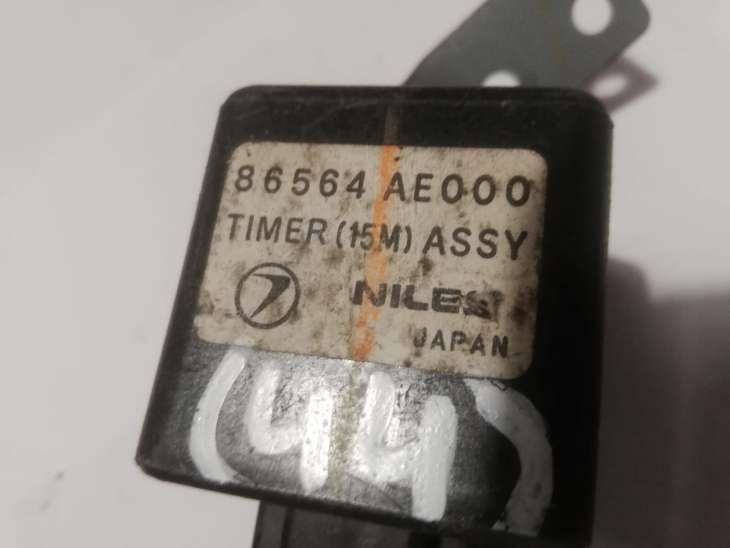 86564 AE000
TIMER (15M) ASSY
NILES
JAPAN
(44)